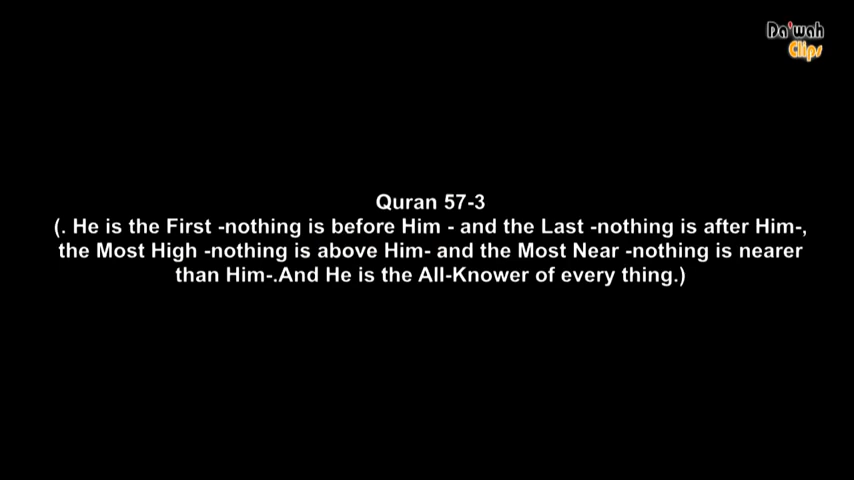 Da'wah
Clips
Quran 57-3
(. He is the First -nothing is before Him - and the Last -nothing is after Him-,
the Most High -nothing is above Him- and the Most Near -nothing is nearer
than Him-.And He is the All-Knower of every thing.)